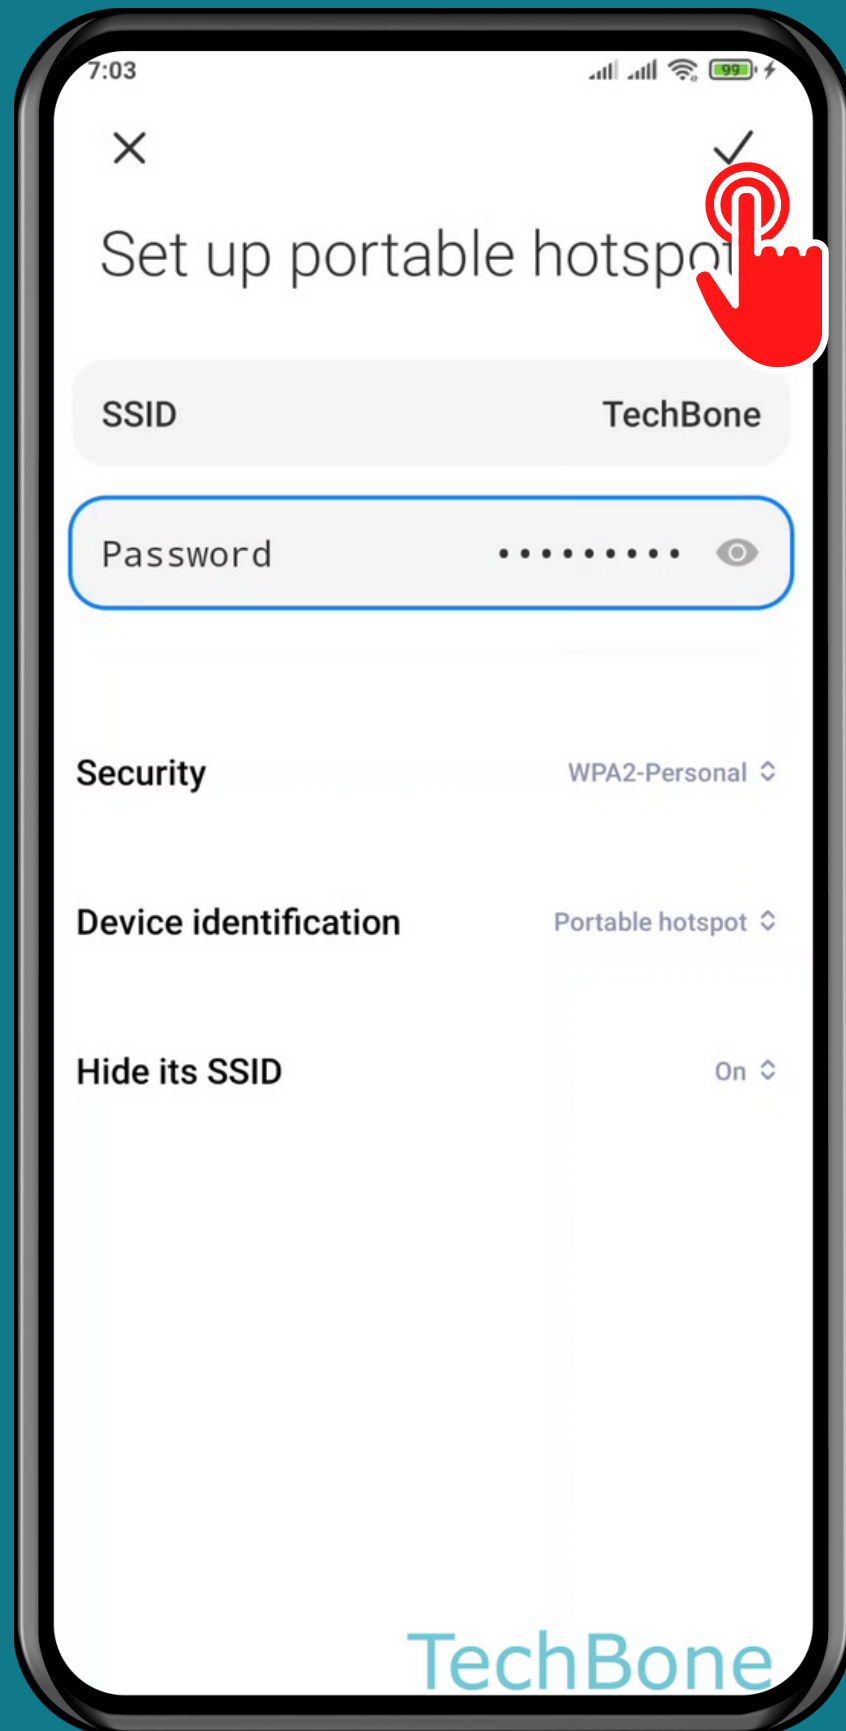 7:03
99
Set up portable hotspot
SSID TechBone
Password •••••••••
Security WPA2-Personal
Device identification Portable hotspot
Hide its SSID On
TechBone